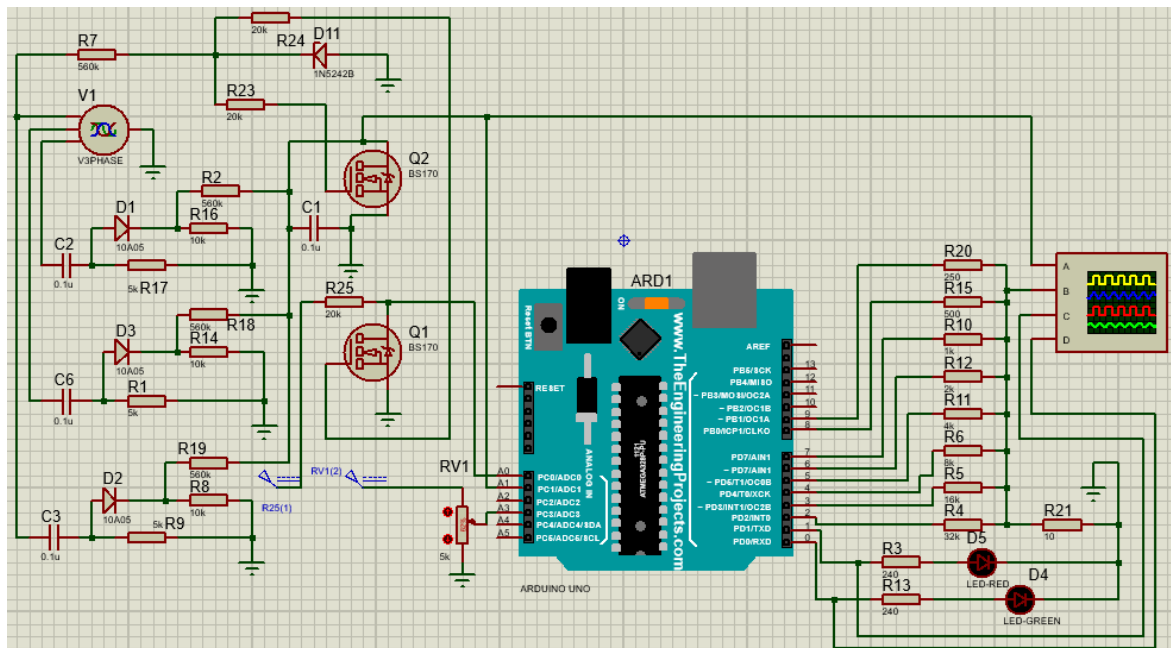 20k
R7
560k
R24
D11
1N5242B
R23
20k
V1
V3PHASE
Q2
BS170
R2
560k
D1
10A05
R16
10k
C1
0.1u
C2
0.1u
5k
R17
R25
20k
ARD1
560k
R18
D3
10A05
R14
10k
Q1
BS170
C6
0.1u
R1
5k
R19
560k
D2
10A05
R8
10k
C3
0.1u
5k
R9
R25(1)
RV1(2)
RV1
5k
Reset BTN
ON
www.TheEngineeringProjects.com
ANALOG IN
ATMEGA328P-PU
1121
RESET
A0
A1
A2
A3
A4
A5
PC0/ADC0
PC1/ADC1
PC2/ADC2
PC3/ADC3
PC4/ADC4/SDA
PC5/ADC5/SCL
AREF
PB5/SCK
PB4/MISO
~ PB3/MOSI/OC2A
~ PB2/OC1B
~ PB1/OC1A
PB0/ICP1/CLKO
13
12
11
10
9
8
PD7/AIN1
~ PD7/AIN1
~ PD5/T1/OC0B
PD4/T0/XCK
~ PD3/INT1/OC2B
PD2/INT0
PD1/TXD
PD0/RXD
7
6
5
4
3
2
1
0
ARDUINO UNO
R20
250
R15
500
R10
1k
R12
2k
R11
4k
R6
8k
R5
16k
R4
32k
R21
10
R3
240
D5
LED-RED
R13
240
D4
LED-GREEN
A
B
C
D